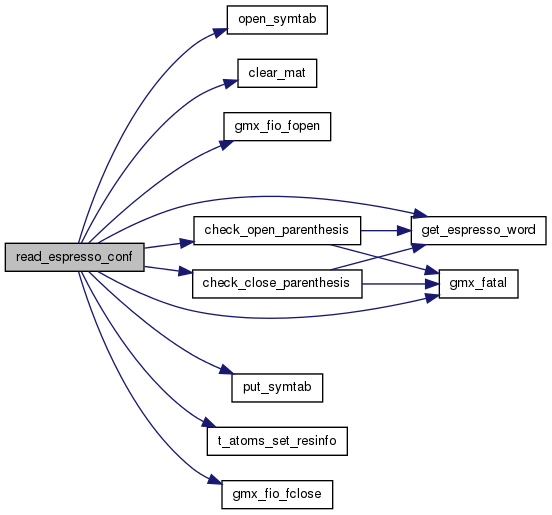 open_symtab
clear_mat
gmx_fio_fopen
check_open_parenthesis
get_espresso_word
read_espresso_conf
check_close_parenthesis
gmx_fatal
put_symtab
t_atoms_set_resinfo
gmx_fio_fclose